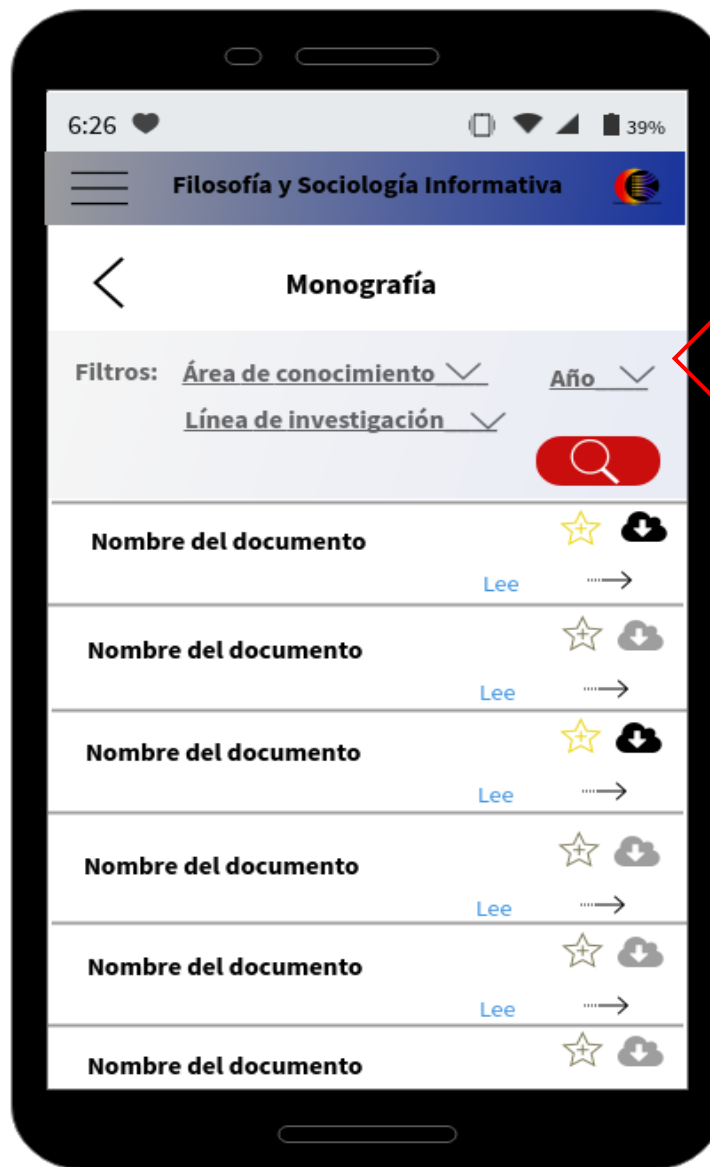 6:26 39%
Filosofía y Sociología Informativa
Monografía
Filtros: Área de conocimiento Año
Línea de investigación
Nombre del documento
Lee
Nombre del documento
Lee
Nombre del documento
Lee
Nombre del documento
Lee
Nombre del documento
Lee
Nombre del documento